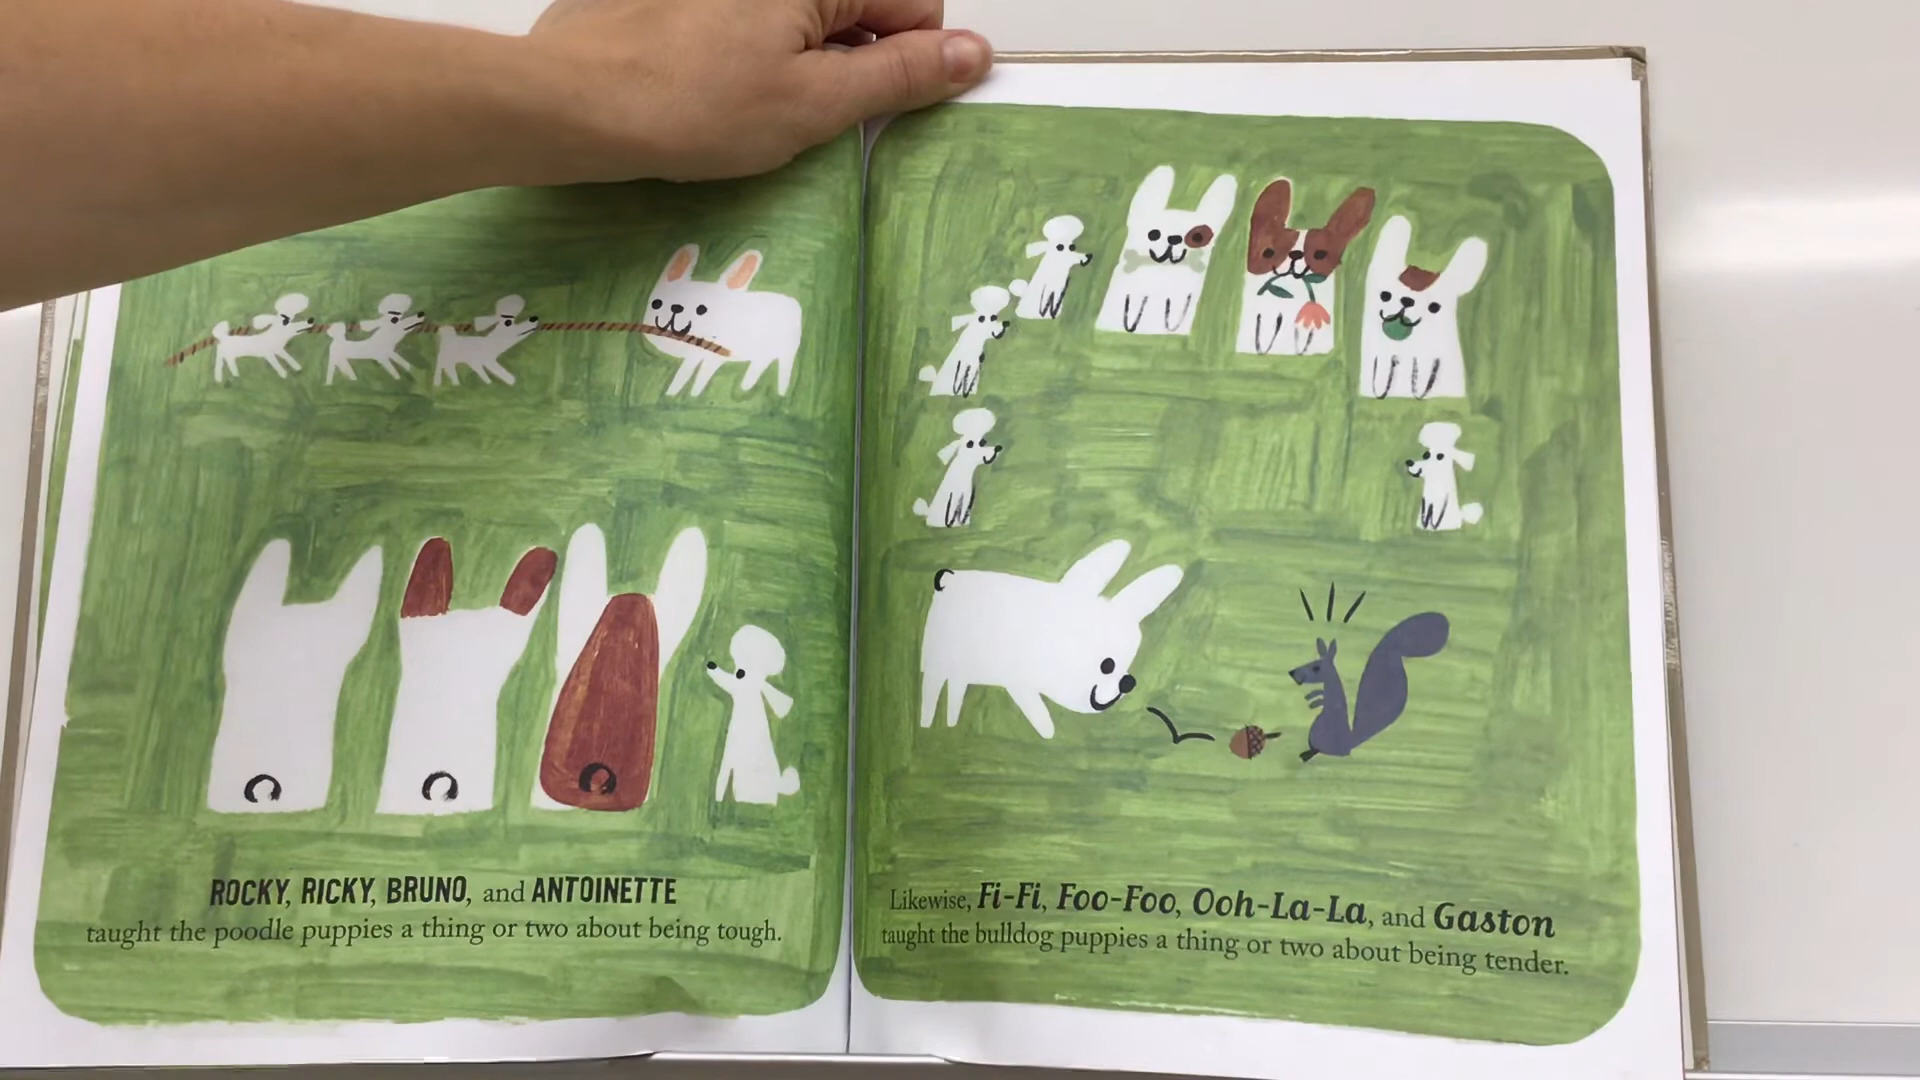 ROCKY, RICKY, BRUNO, and ANTOINETTE
taught the poodle puppies a thing or two about being tough.
Likewise, Fi-Fi, Foo-Foo, Ooh-La-La, and Gaston
taught the bulldog puppies a thing or two about being tender.